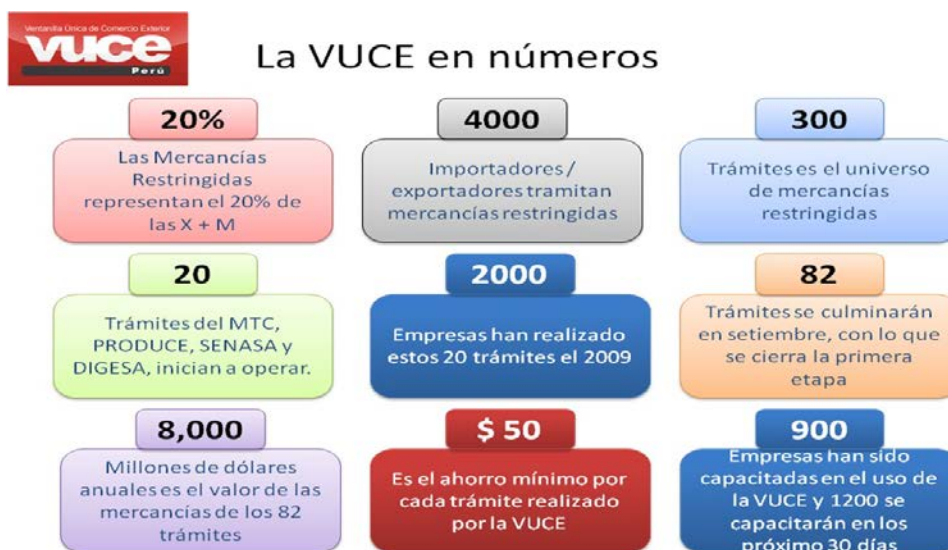 Ventanilla Única de Comercio Exterior
vuce
Perú
La VUCE en números
20%
Las Mercancías
Restringidas
representan el 20% de
las X + M
4000
Importadores /
exportadores tramitan
mercancías restringidas
300
Trámites es el universo
de mercancías
restringidas
20
Trámites del MTC,
PRODUCE, SENASA y
DIGESA, inician a operar.
2000
Empresas han realizado
estos 20 trámites el 2009
82
Trámites se culminarán
en setiembre, con lo que
se cierra la primera
etapa
8,000
Millones de dólares
anuales es el valor de las
mercancías de los 82
trámites
$ 50
Es el ahorro mínimo por
cada trámite realizado
por la VUCE
900
Empresas han sido
capacitadas en el uso de
la VUCE y 1200 se
capacitarán en los
próximo 30 días